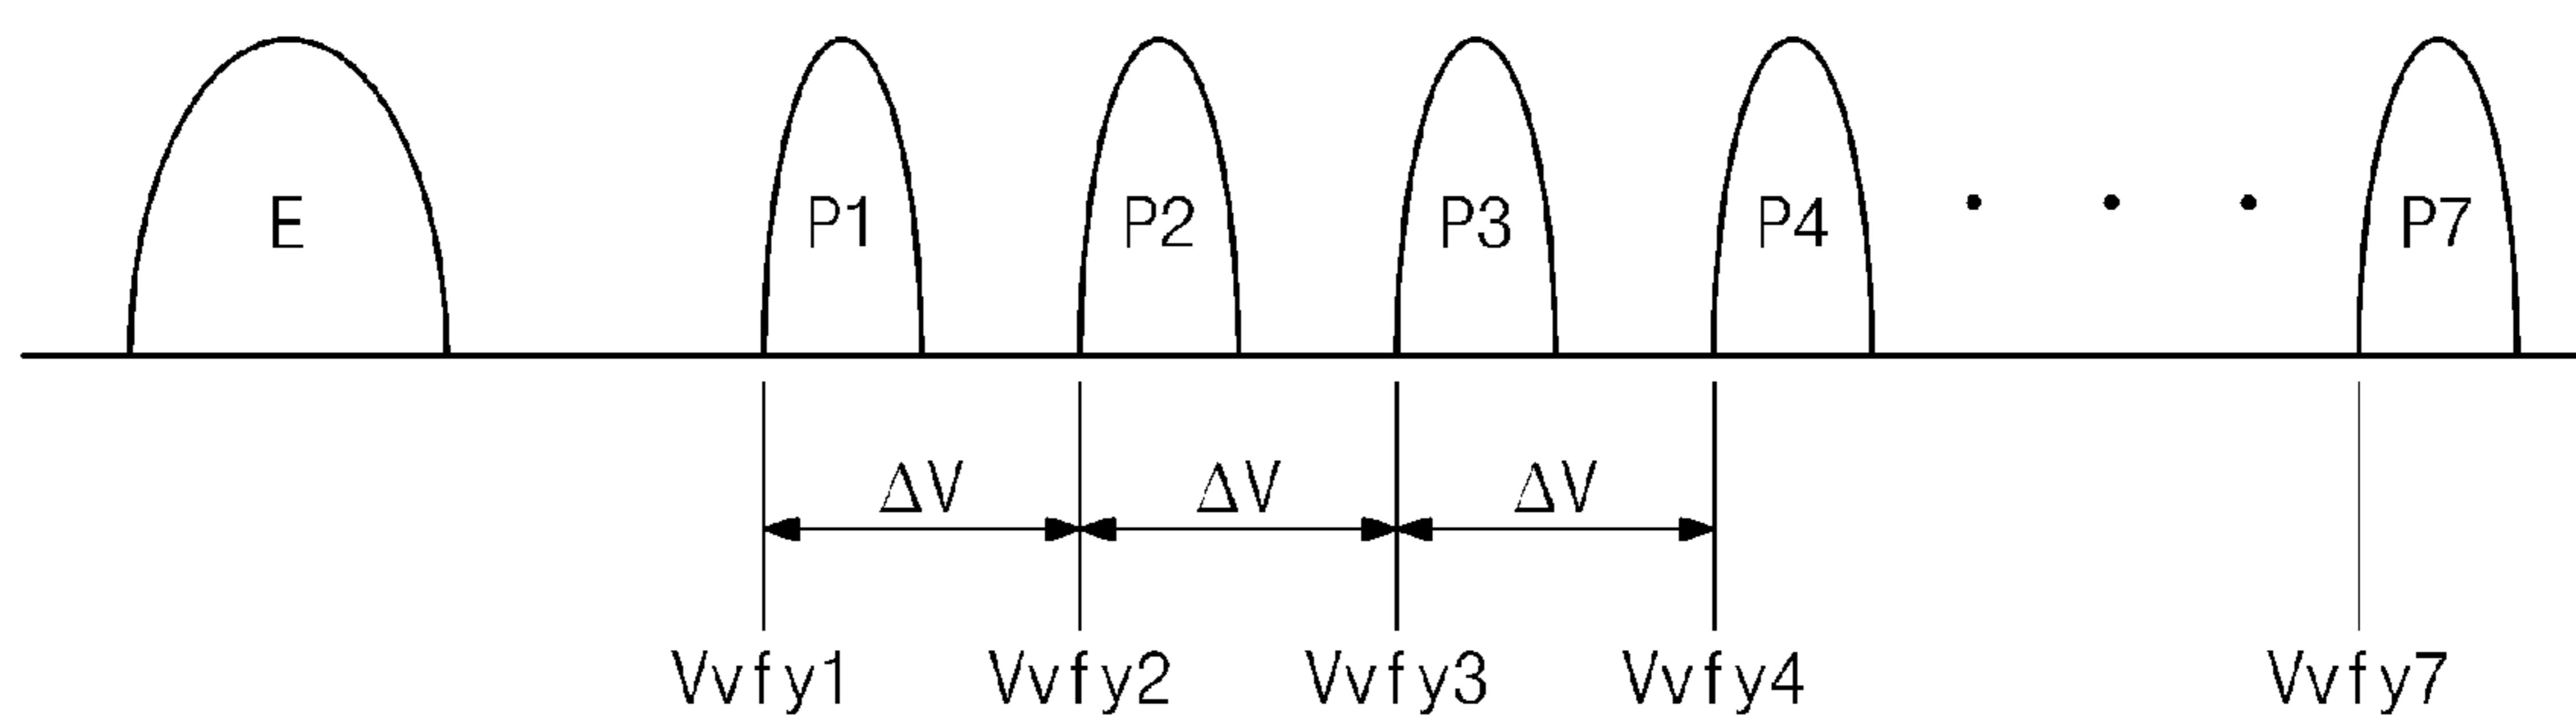 E P1 P2 P3 P4 • • • P7
ΔV ΔV ΔV
Vvfy1 Vvfy2 Vvfy3 Vvfy4 Vvfy7